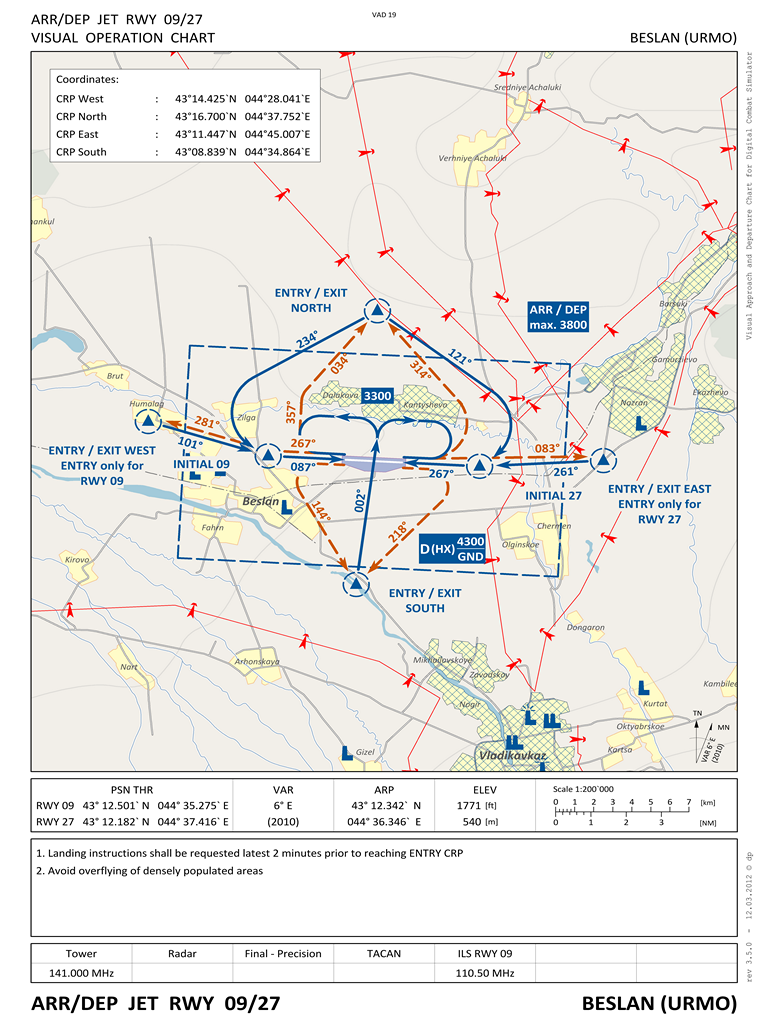 ARR/DEP JET RWY 09/27
VAD 19
VISUAL OPERATION CHART
BESLAN (URMO)
Coordinates:
CRP West : 43°14.425`N 044°28.041`E
CRP North : 43°16.700`N 044°37.752`E
CRP East : 43°11.447`N 044°45.007`E
CRP South : 43°08.839`N 044°34.864`E
Visual Approach and Departure Chart for Digital Combat Simulator
Sredniye Achaluki
Verhniye Achaluki
ankul
ENTRY / EXIT
NORTH
ARR / DEP
max. 3800
Barsuki
234°
034°
314°
121°
Gamurzievo
Brut
Dalakova
3300
Kantyshevo
Ekazhevo
Nazran
Humalag
Zilga
281°
101°
357°
267°
087°
083°
267°
261°
ENTRY / EXIT WEST
ENTRY only for
RWY 09
INITIAL 09
INITIAL 27
ENTRY / EXIT EAST
ENTRY only for
RWY 27
Beslan
144°
002°
218°
Fahrn
Chermen
Olginskoe
D (HX) 4300
GND
Kirovo
ENTRY / EXIT
SOUTH
Dongaron
Nart
Arhonskaya
Mikhailovskoye
Zavodskoy
Nogir
Kambilee
Kurtat
Oktyabrskoe
Kartsa
Gizel
Vladikavkaz
TN
MN
VAR 6° E
(2010)
PSN THR VAR ARP ELEV Scale 1:200`000
RWY 09 43° 12.501` N 044° 35.275` E 6° E 43° 12.342` N 1771 [ft] 0 1 2 3 4 5 6 7 [km]
RWY 27 43° 12.182` N 044° 37.416` E (2010) 044° 36.346` E 540 [m] 0 1 2 3 [NM]
1. Landing instructions shall be requested latest 2 minutes prior to reaching ENTRY CRP
2. Avoid overflying of densely populated areas
rev 3.5.0 - 12.03.2012 © dp
Tower Radar Final - Precision TACAN ILS RWY 09
141.000 MHz 110.50 MHz
ARR/DEP JET RWY 09/27
BESLAN (URMO)